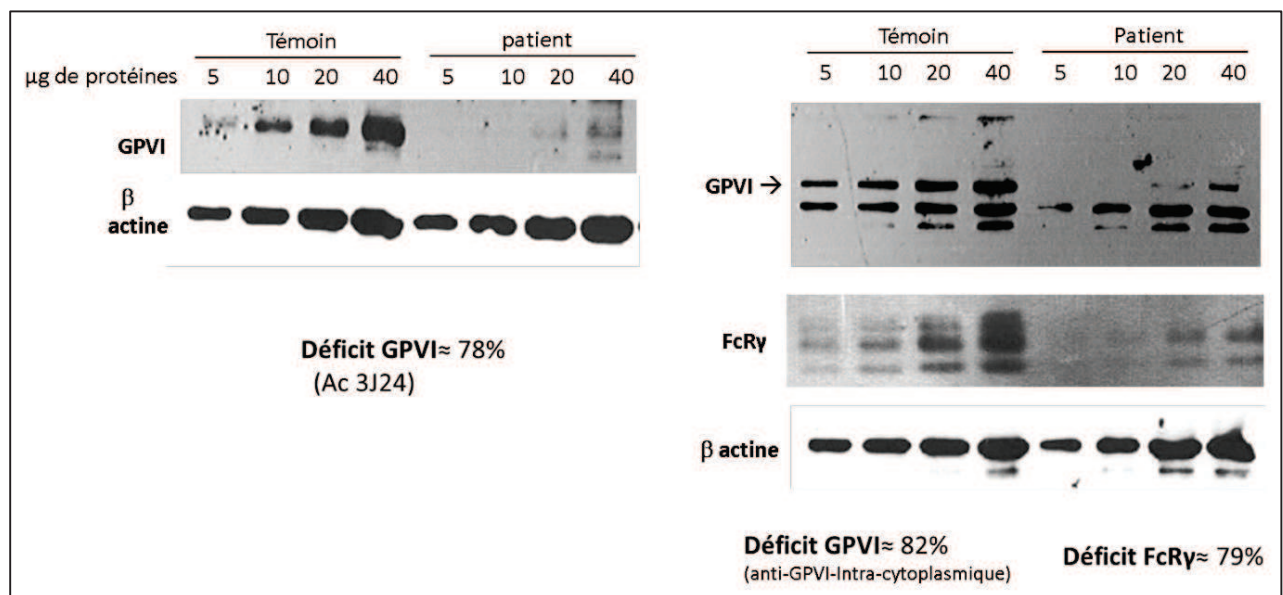 Témoin patient
µg de protéines 5 10 20 40 5 10 20 40
GPVI
β
actine
Déficit GPVI≈ 78%
(Ac 3J24)
Témoin Patient
5 10 20 40 5 10 20 40
GPVI →
FcRγ
β actine
Déficit GPVI≈ 82%
(anti-GPVI-Intra-cytoplasmique)
Déficit FcRγ≈ 79%